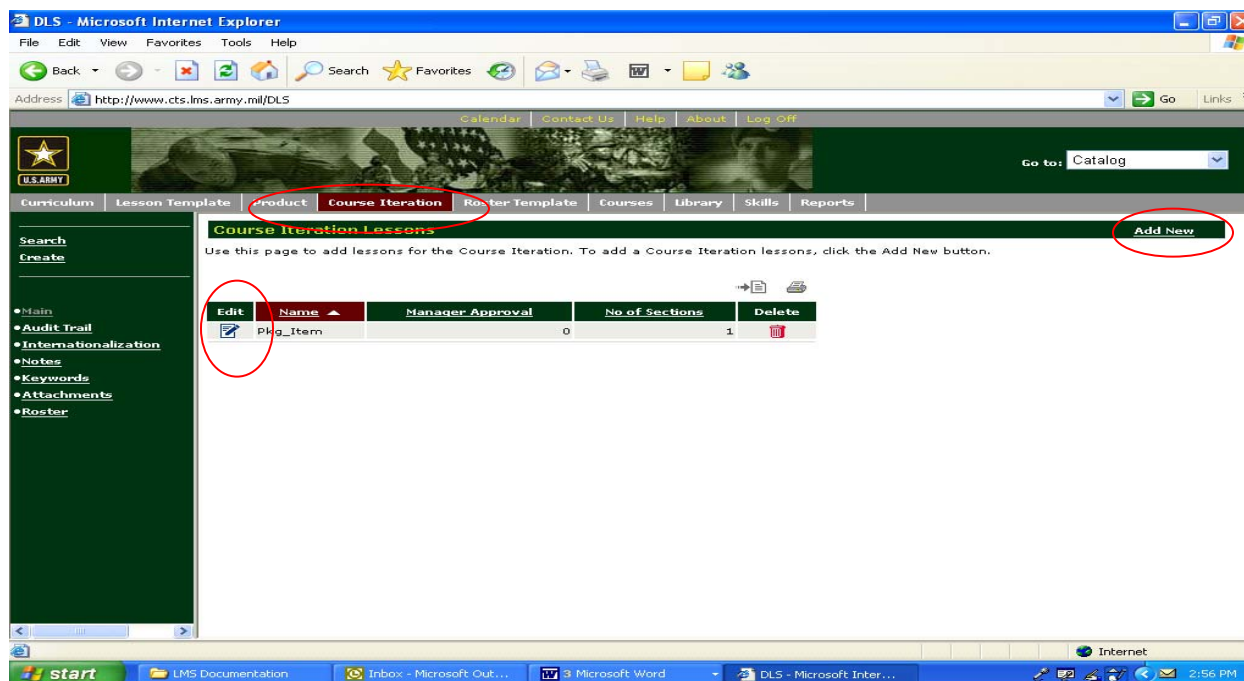 DLS - Microsoft Internet Explorer
File Edit View Favorites Tools Help
Back Search Favorites
Address http://www.cts.lms.army.mil/DLS Go Links
Calendar | Contact Us | Help | About | Log Off
U.S.ARMY
Go to: Catalog
Curriculum | Lesson Template | Product | Course Iteration | Roster Template | Courses | Library | Skills | Reports
Search
Create
•Main
•Audit Trail
•Internationalization
•Notes
•Keywords
•Attachments
•Roster
Course Iteration Lessons Add New
Use this page to add lessons for the Course Iteration. To add a Course Iteration lessons, click the Add New button.
Edit Name Manager Approval No of Sections Delete
Pkg_Item 0 1
Internet
start LMS Documentation Inbox - Microsoft Out... 3 Microsoft Word DLS - Microsoft Inter... 2:56 PM